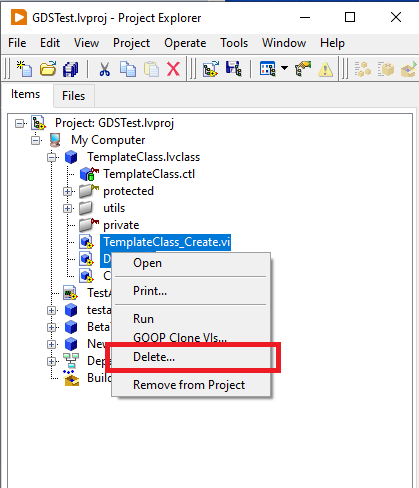 GDSTest.lvproj - Project Explorer
File Edit View Project Operate Tools Window Help
Items Files
Project: GDSTest.lvproj
My Computer
TemplateClass.lvclass
TemplateClass.ctl
protected
utils
private
TemplateClass_Create.vi
D
C
TestA
testa
Beta
New
Depe
Build
Open
Print...
Run
GOOP Clone VIs...
Delete...
Remove from Project